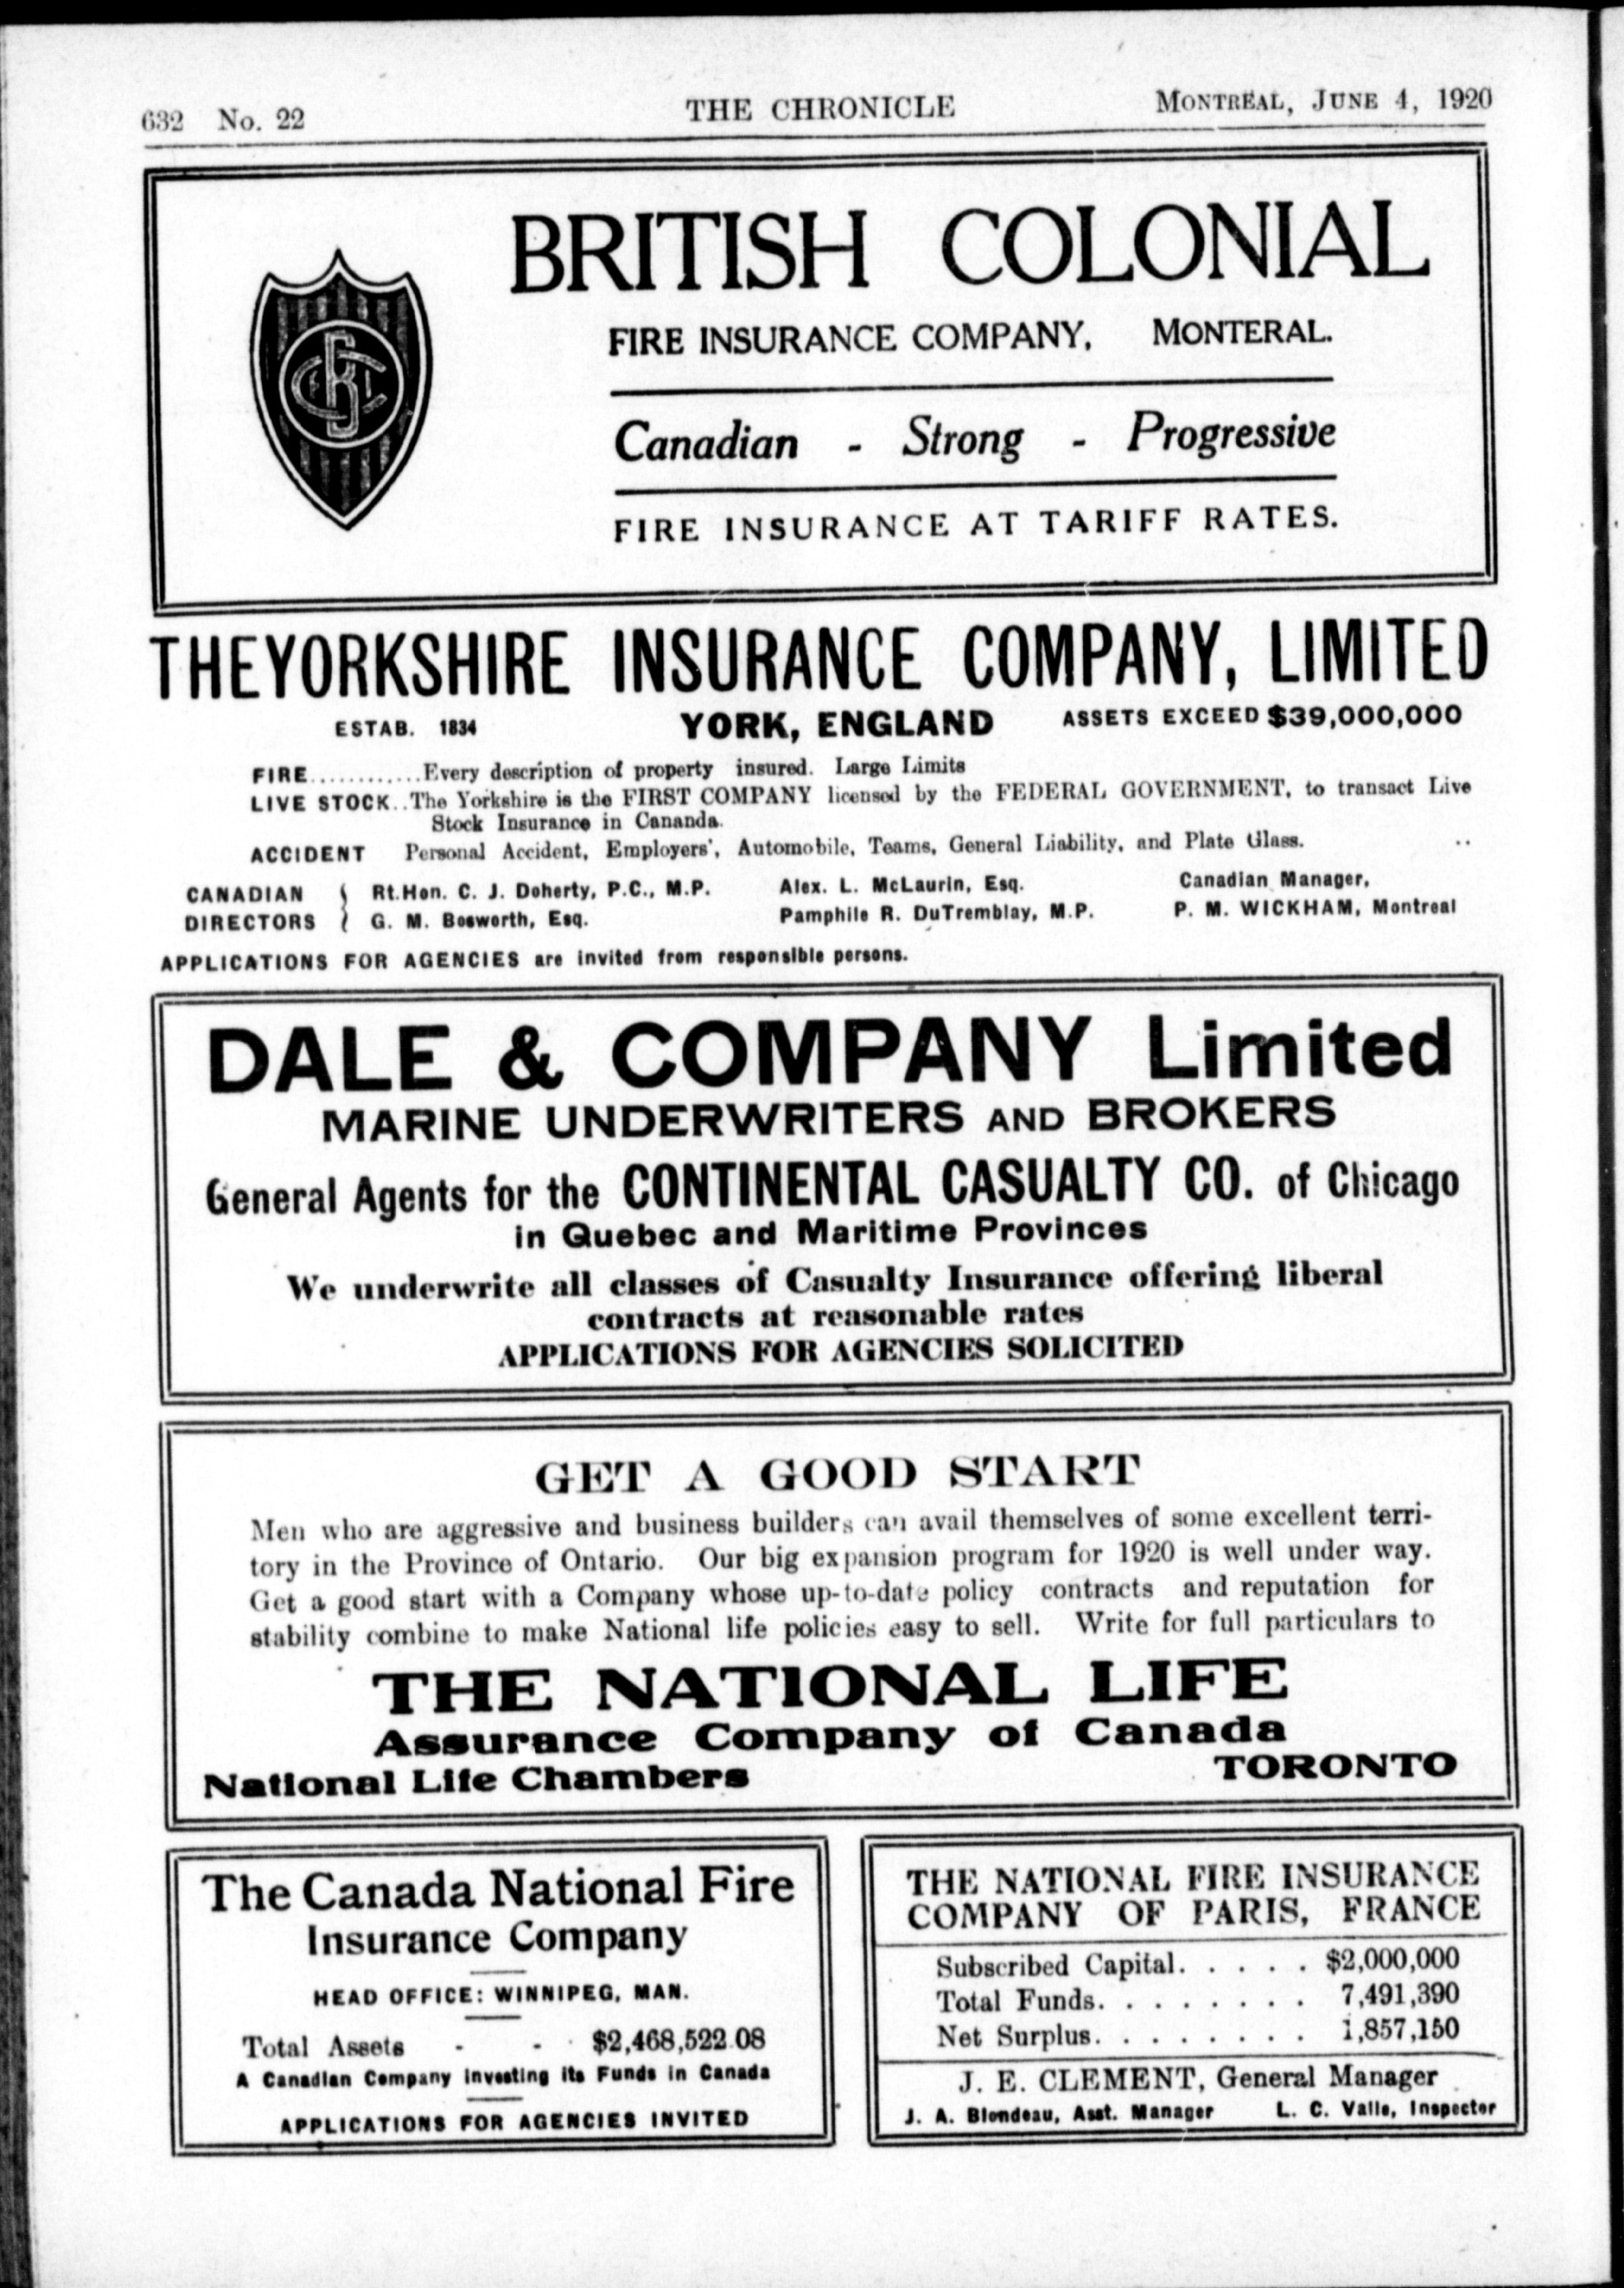 632 No. 22 THE CHRONICLE MONTREAL, JUNE 4, 1920
BRITISH COLONIAL
FIRE INSURANCE COMPANY, MONTERAL.
Canadian - Strong - Progressive
FIRE INSURANCE AT TARIFF RATES.
THEYORKSHIRE INSURANCE COMPANY, LIMITED
ESTAB. 1834 YORK, ENGLAND ASSETS EXCEED $39,000,000
FIRE............Every description of property insured. Large Limits
LIVE STOCK..The Yorkshire is the FIRST COMPANY licensed by the FEDERAL GOVERNMENT, to transact Live
Stock Insurance in Cananda.
ACCIDENT Personal Accident, Employers', Automobile, Teams, General Liability, and Plate Glass. ..
CANADIAN { Rt.Hon. C. J. Doherty, P.C., M.P. Alex. L. McLaurin, Esq. Canadian Manager,
DIRECTORS { G. M. Bosworth, Esq. Pamphile R. DuTremblay, M.P. P. M. WICKHAM, Montreal
APPLICATIONS FOR AGENCIES are invited from responsible persons.
DALE & COMPANY Limited
MARINE UNDERWRITERS AND BROKERS
General Agents for the CONTINENTAL CASUALTY CO. of Chicago
in Quebec and Maritime Provinces
We underwrite all classes of Casualty Insurance offering liberal
contracts at reasonable rates
APPLICATIONS FOR AGENCIES SOLICITED
GET A GOOD START
Men who are aggressive and business builders can avail themselves of some excellent terri-
tory in the Province of Ontario. Our big expansion program for 1920 is well under way.
Get a good start with a Company whose up-to-date policy contracts and reputation for
stability combine to make National life policies easy to sell. Write for full particulars to
THE NATIONAL LIFE
Assurance Company of Canada
National Life Chambers TORONTO
The Canada National Fire
Insurance Company
HEAD OFFICE: WINNIPEG, MAN.
Total Assets - - $2,468,522.08
A Canadian Company investing its Funds in Canada
APPLICATIONS FOR AGENCIES INVITED
THE NATIONAL FIRE INSURANCE
COMPANY OF PARIS, FRANCE
Subscribed Capital. . . . . . $2,000,000
Total Funds. . . . . . . . . 7,491,390
Net Surplus. . . . . . . . . 1,857,150
J. E. CLEMENT, General Manager
J. A. Blondeau, Asst. Manager L. C. Valle, Inspector